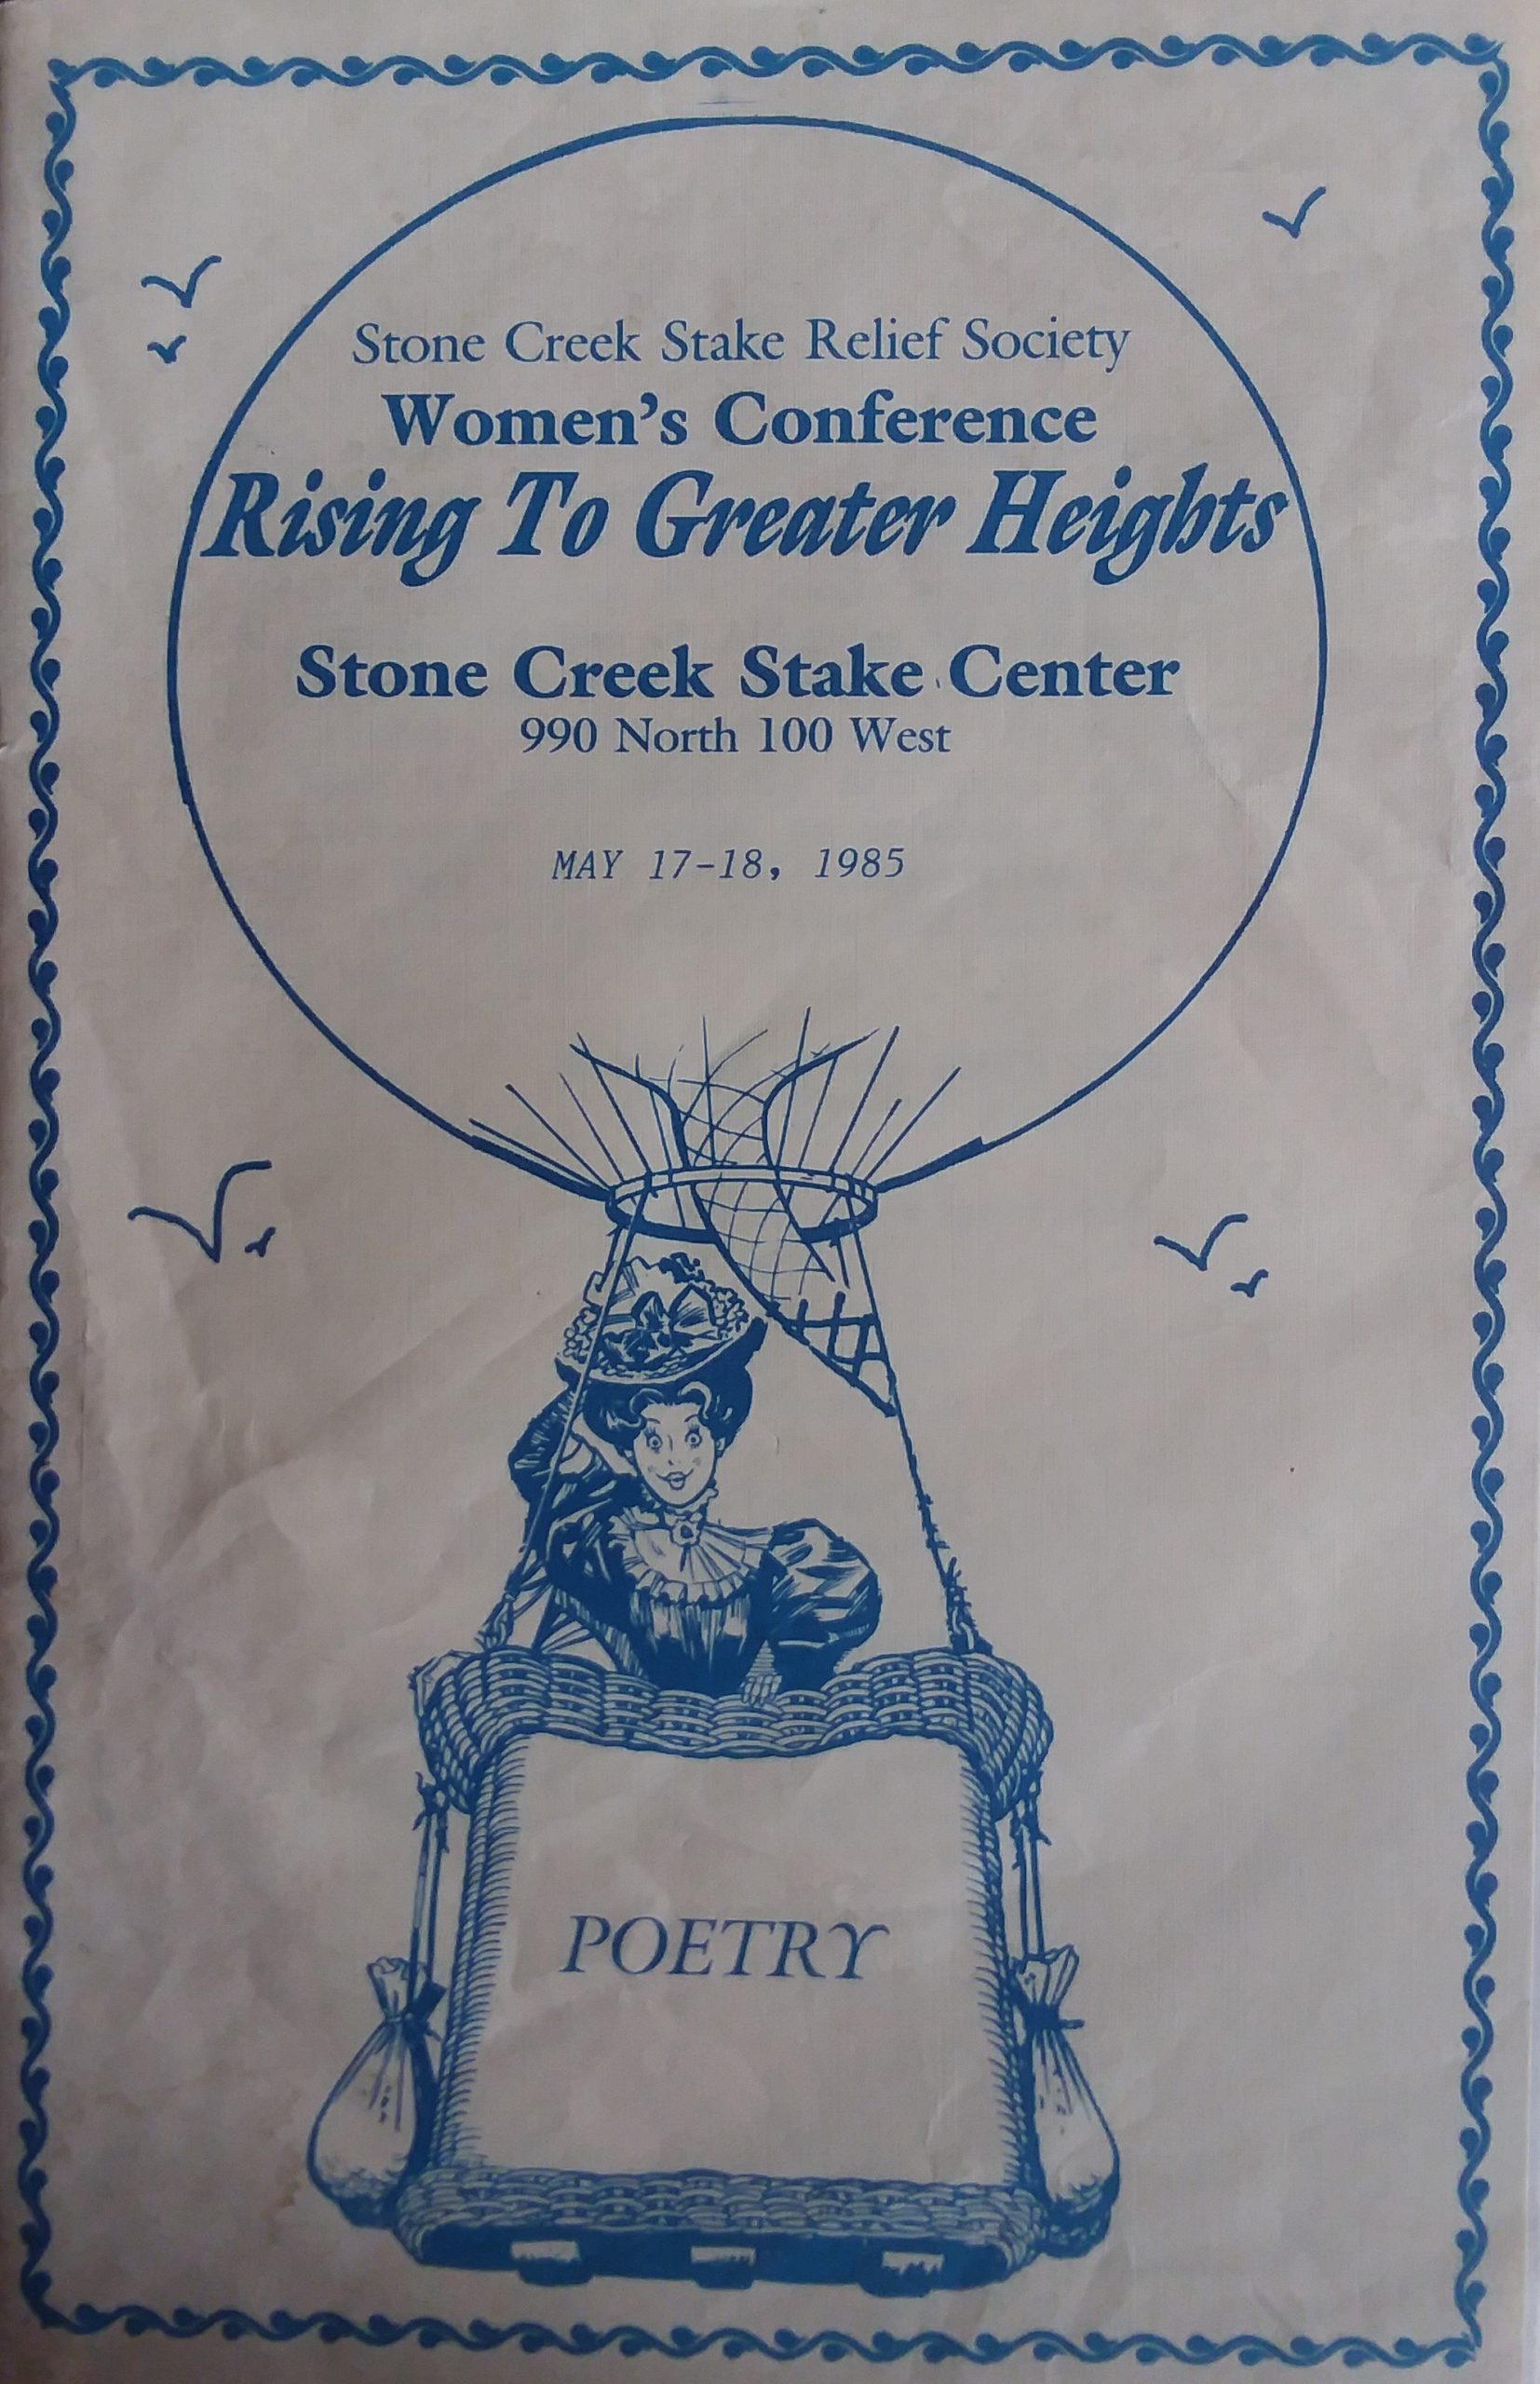 Stone Creek Stake Relief Society
Women's Conference
Rising To Greater Heights
Stone Creek Stake Center
990 North 100 West
MAY 17-18, 1985
POETRY